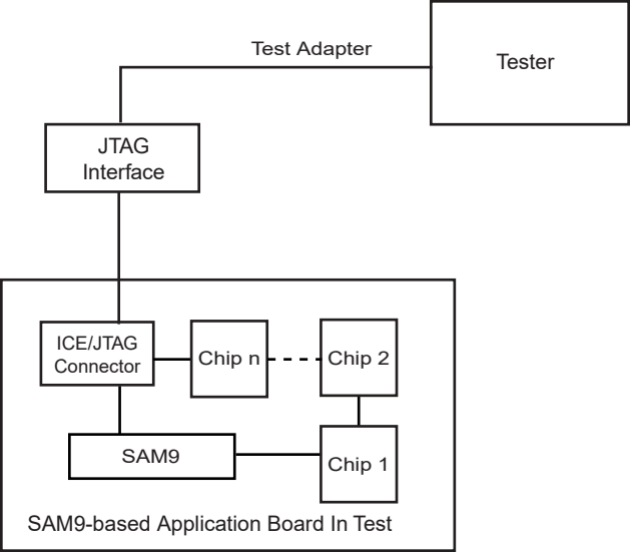 Test Adapter
Tester
JTAG
Interface
ICE/JTAG
Connector
Chip n
Chip 2
SAM9
Chip 1
SAM9-based Application Board In Test